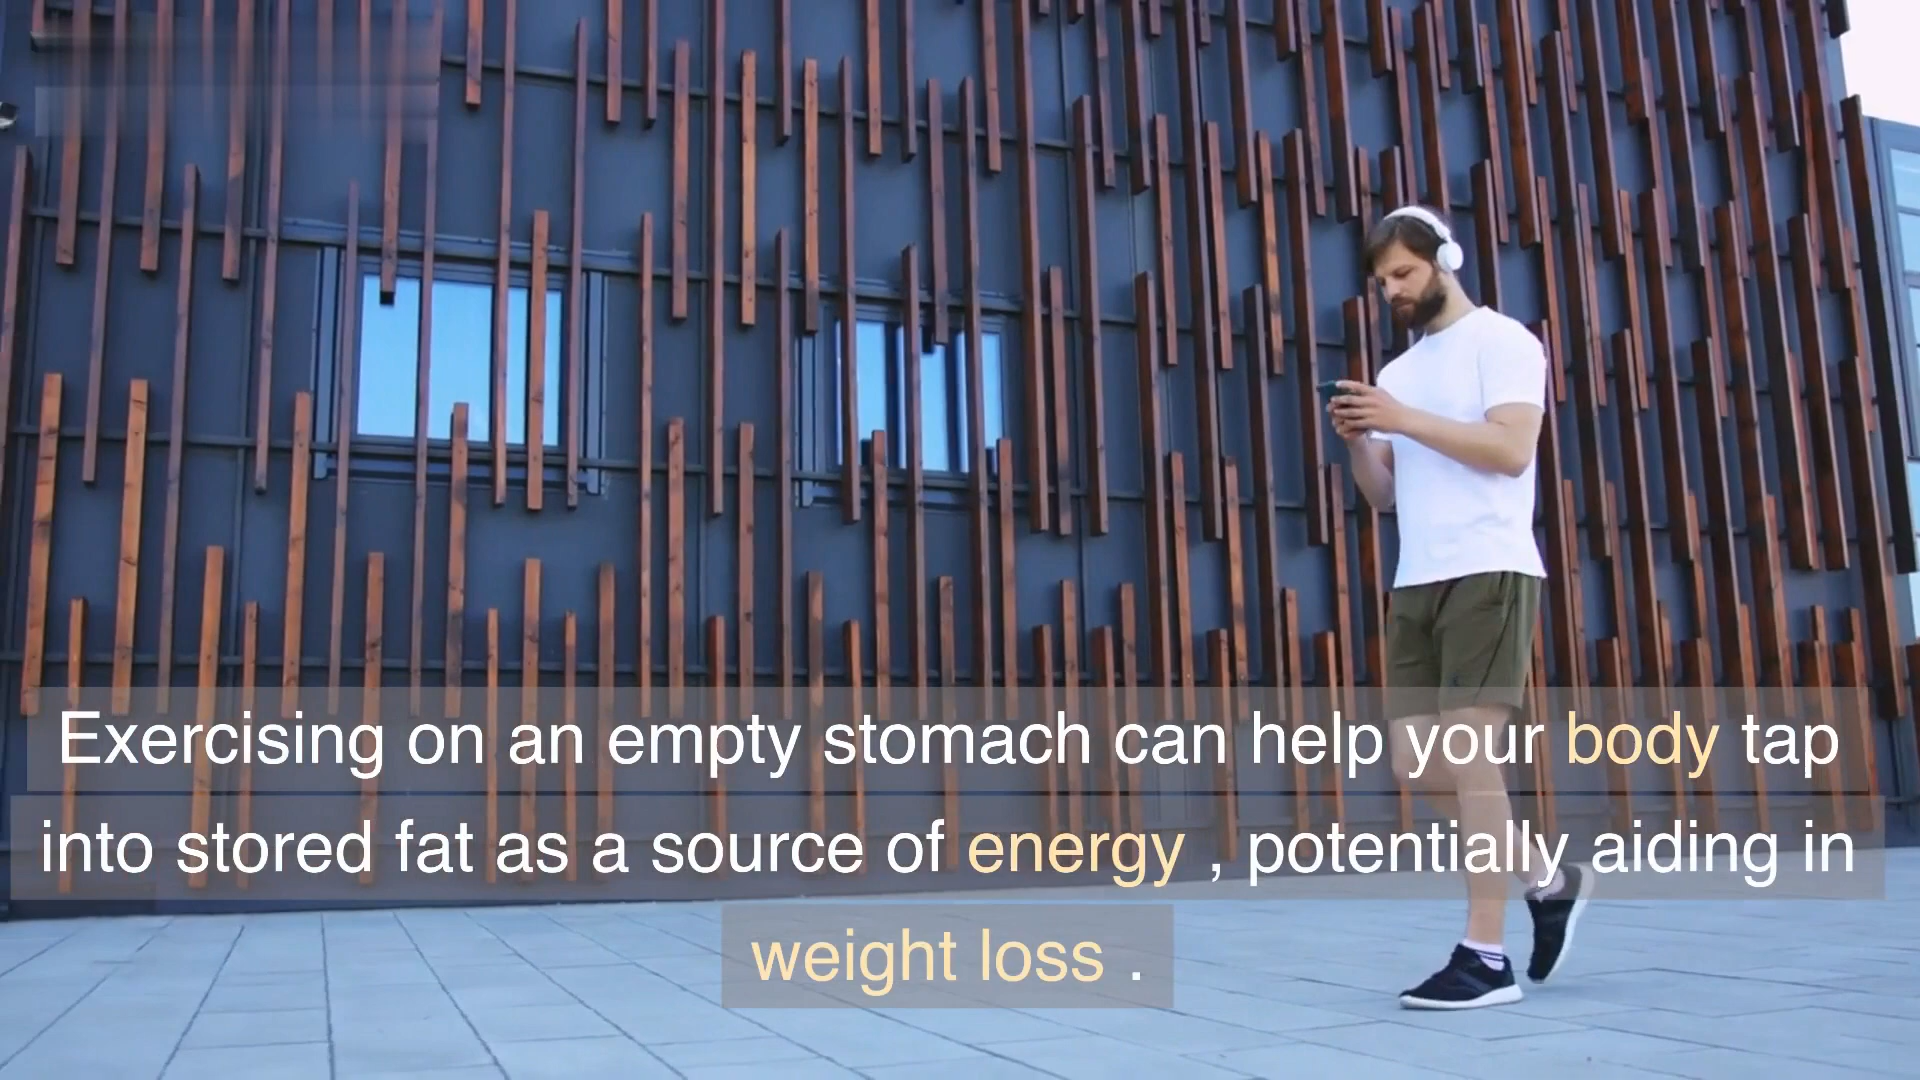 Exercising on an empty stomach can help your body tap
into stored fat as a source of energy , potentially aiding in
weight loss .